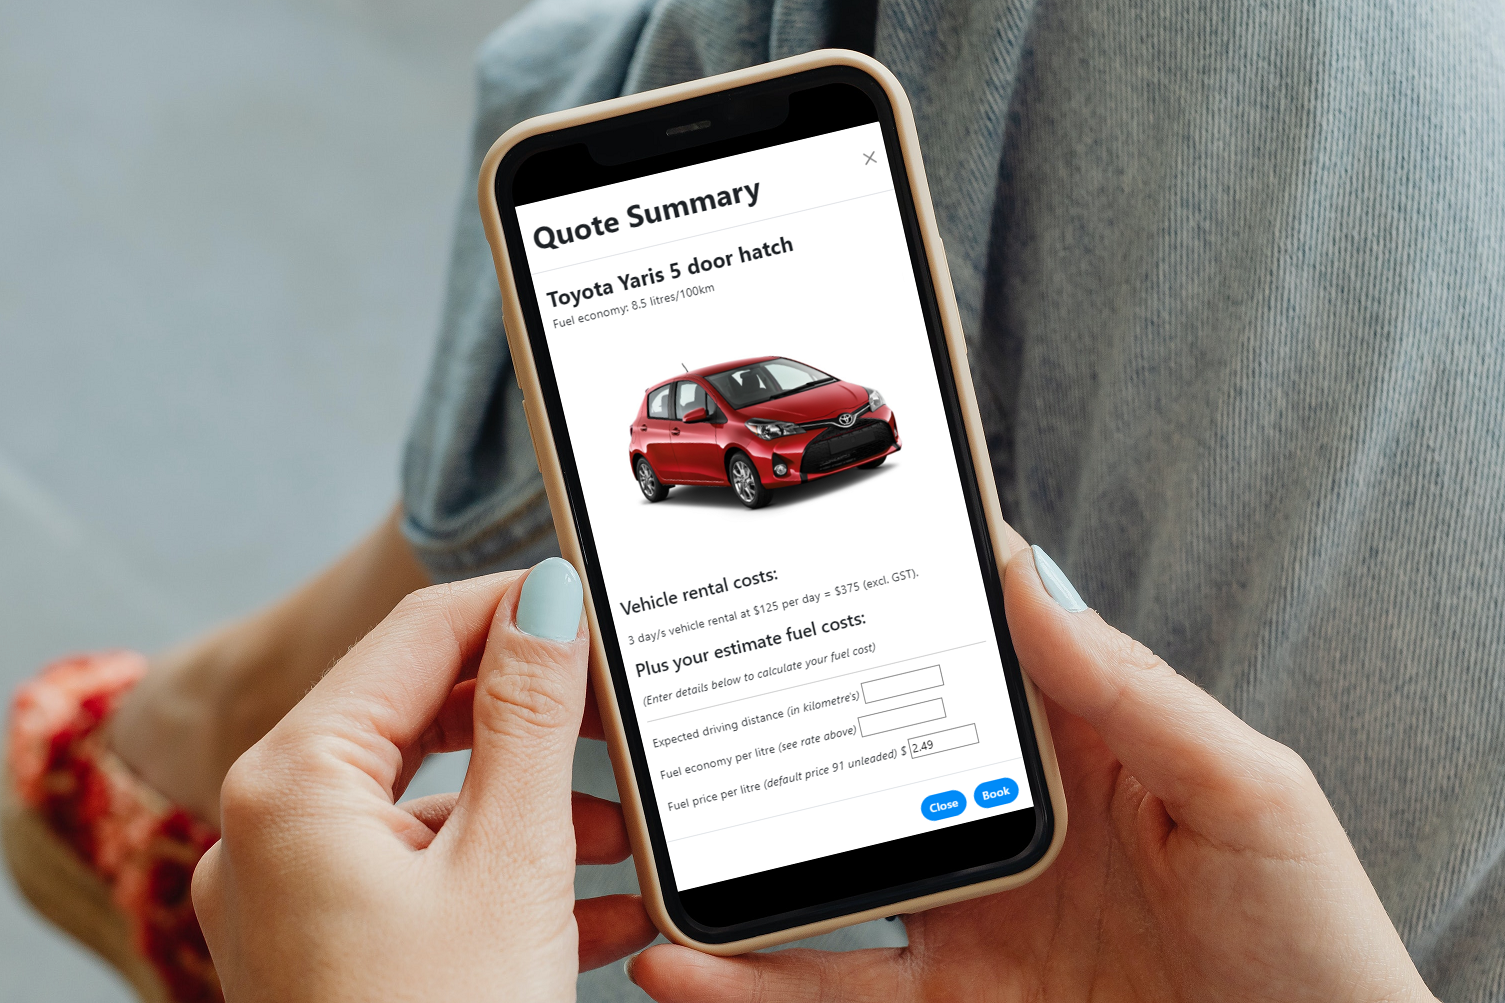 Quote Summary
Toyota Yaris 5 door hatch
Fuel economy: 8.5 litres/100km
Vehicle rental costs:
3 day/s vehicle rental at $125 per day = $375 (excl. GST).
Plus your estimate fuel costs:
(Enter details below to calculate your fuel cost)
Expected driving distance (in kilometre's)
Fuel economy per litre (see rate above)
Fuel price per litre (default price 91 unleaded) $ 2.49
Close Book